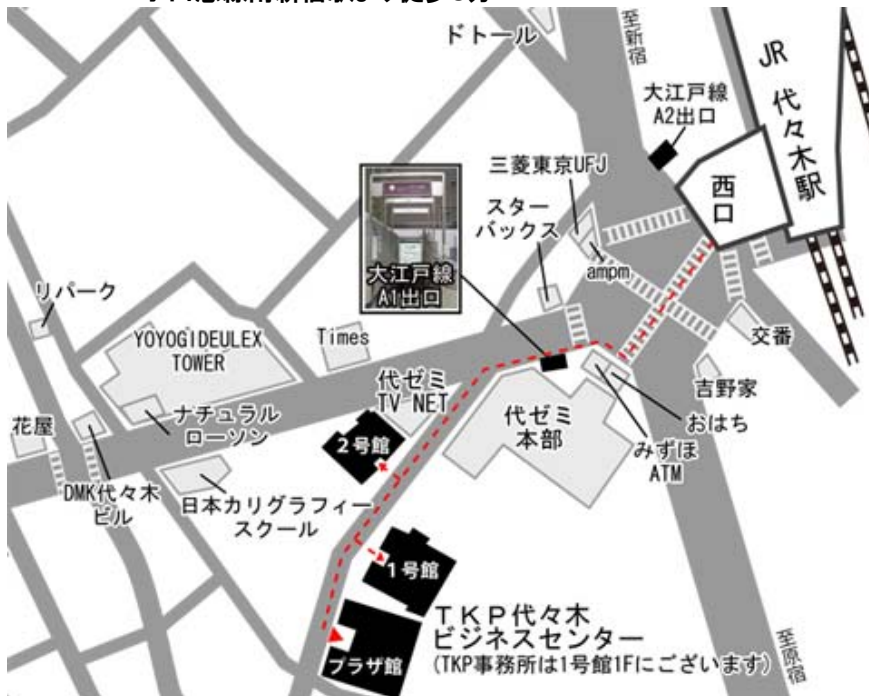 ドトール
至新宿
大江戸線
A2出口
JR 代々木駅
西口
三菱東京UFJ
スター
バックス
ampm
大江戸線
A1出口
リパーク
YOYOGIDEULEX
TOWER
Times
交番
吉野家
おはち
みずほ
ATM
代ゼミ
TV NET
代ゼミ
本部
ナチュラル
ローソン
花屋
2号館
DMK代々木
ビル
日本カリグラフィー
スクール
1号館
TKP代々木
ビジネスセンター
(TKP事務所は1号館1Fにございます)
プラザ館
至原宿